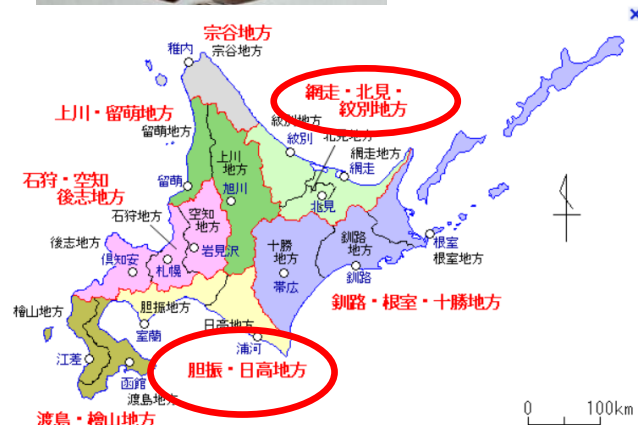 宗谷地方
稚内
宗谷地方
網走・北見・
紋別地方
上川・留萌地方
紋別地方
北見地方
留萌地方
紋別
網走地方
上川
地方
網走
石狩・空知
後志地方
留萌
旭川
北見
石狩地方
空知
地方
後志地方
岩見沢
十勝
地方
釧路
地方
根室
根室地方
倶知安
札幌
帯広
釧路
釧路・根室・十勝地方
胆振地方
檜山地方
室蘭
日高地方
浦河
江差
函館
胆振・日高地方
渡島地方
渡島・檜山地方
0 100km